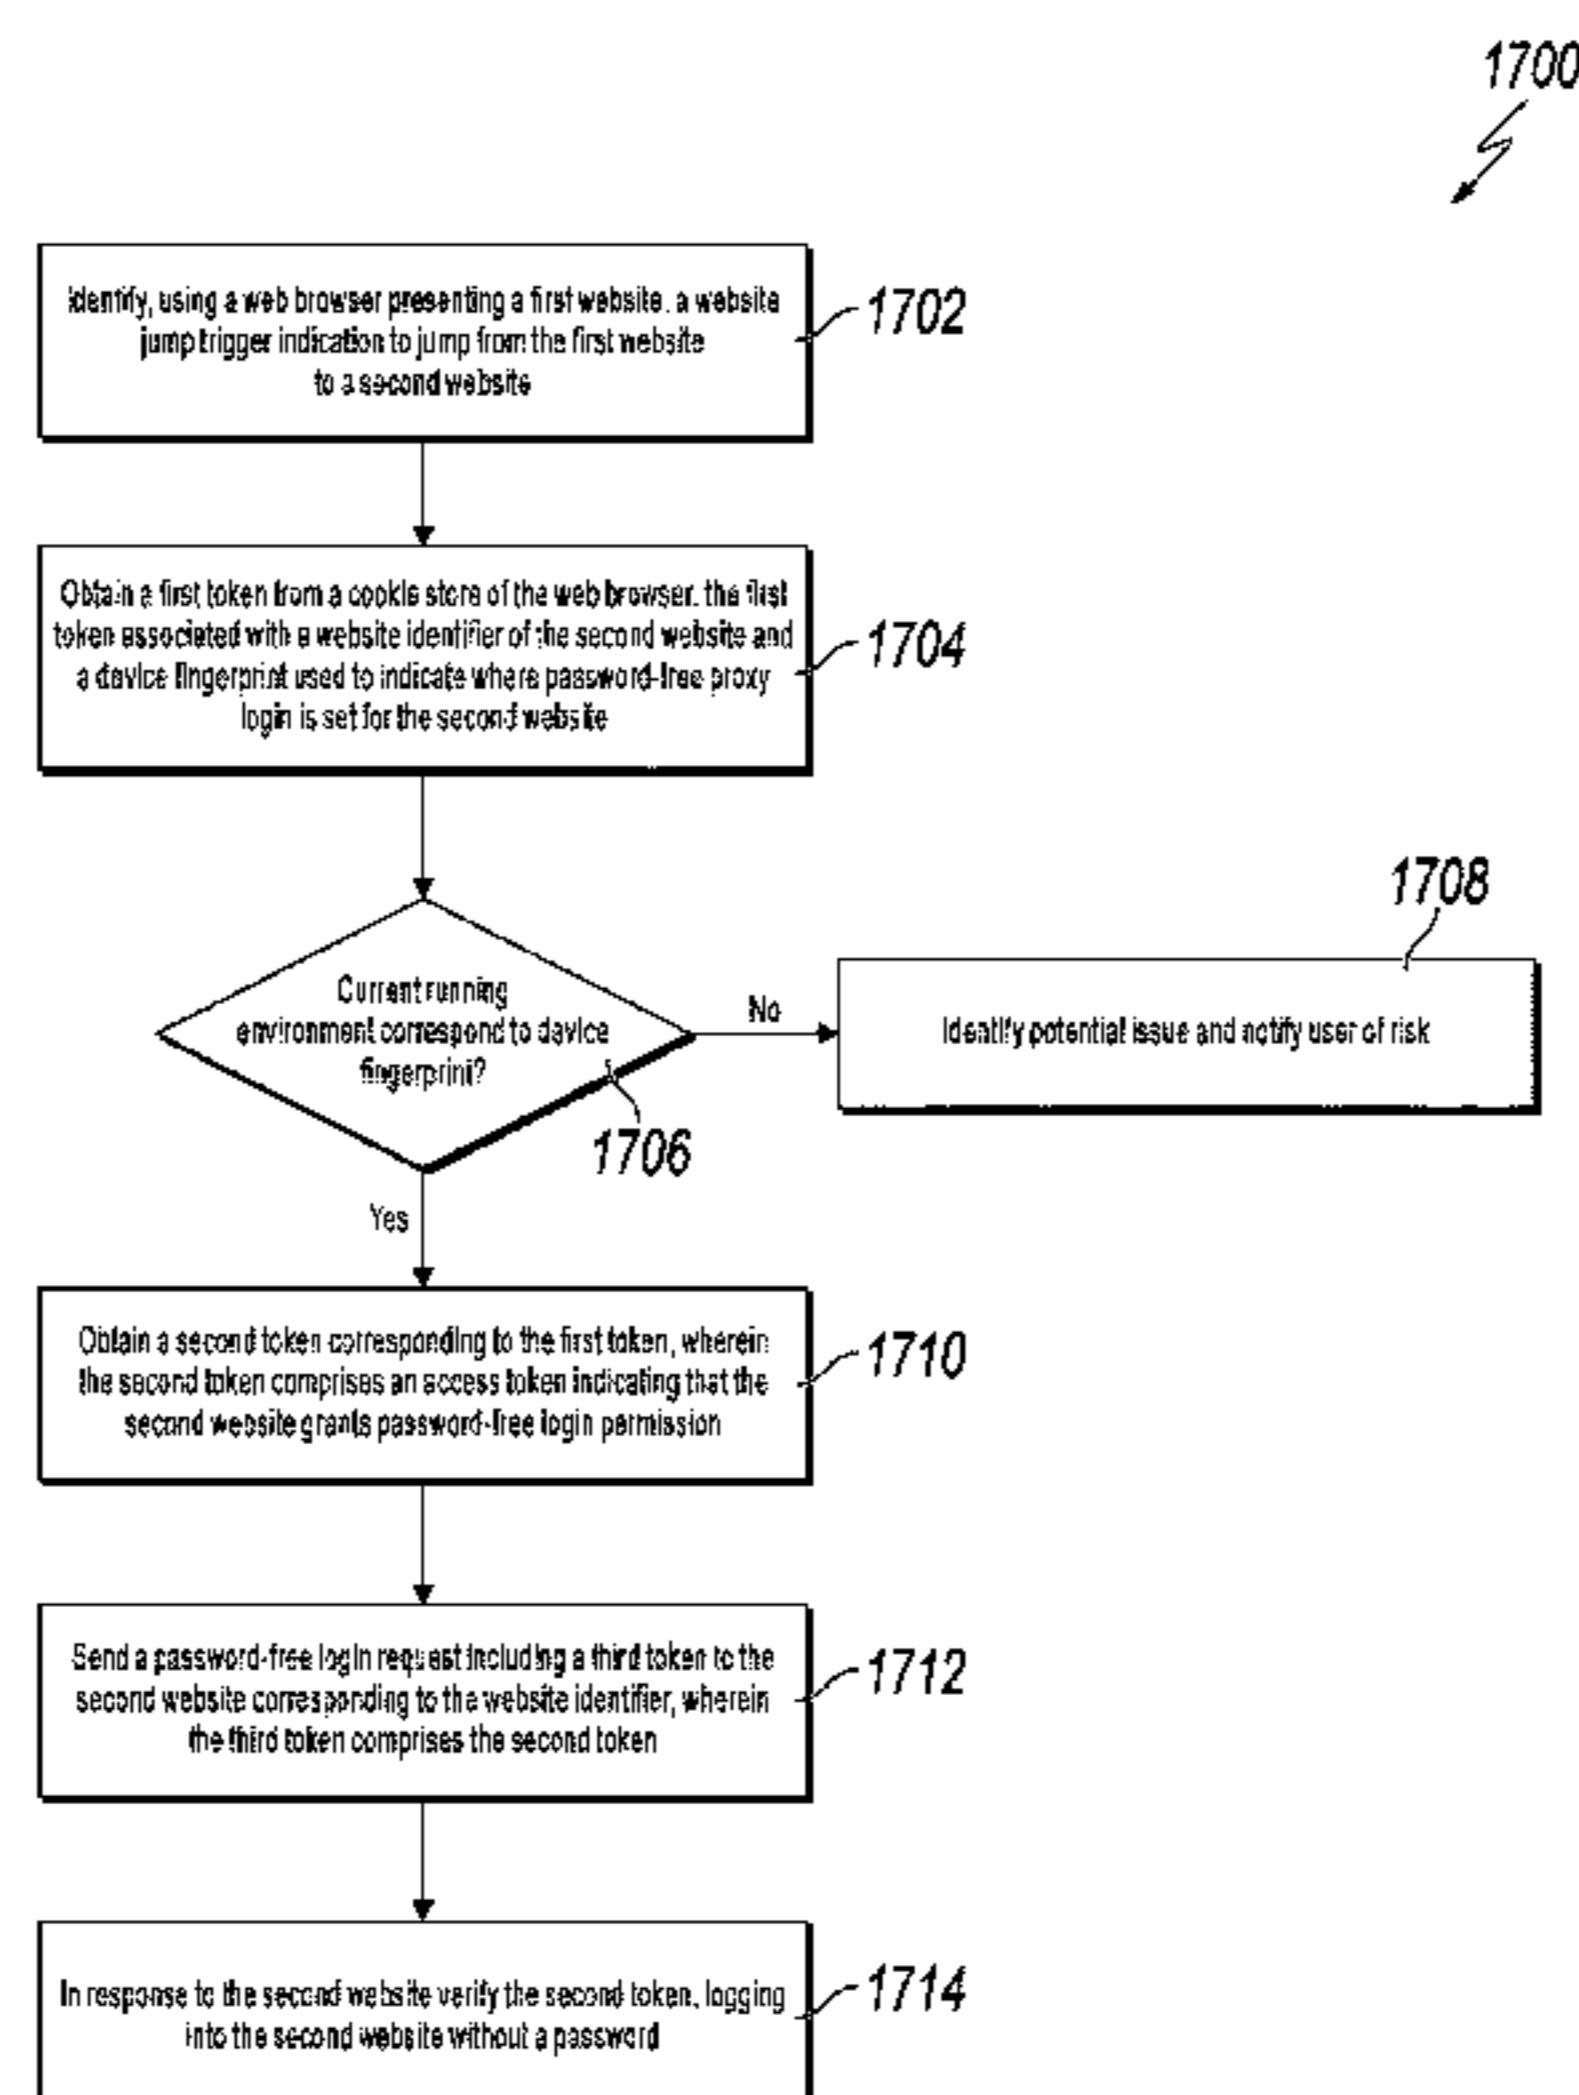 1700
Identify, using a web browser presenting a first website, a website
jump trigger indication to jump from the first website
to a second website
1702
Obtain a first token from a cookie store of the web browser, the first
token associated with a website identifier of the second website and
a device fingerprint used to indicate where password-free proxy
login is set for the second website
1704
Current running
environment correspond to device
fingerprint?
1706
No
1708
Identify potential issue and notify user of risk
Yes
Obtain a second token corresponding to the first token, wherein
the second token comprises an access token indicating that the
second website grants password-free login permission
1710
Send a password-free login request including a third token to the
second website corresponding to the website identifier, wherein
the third token comprises the second token
1712
In response to the second website verify the second token, logging
into the second website without a password
1714